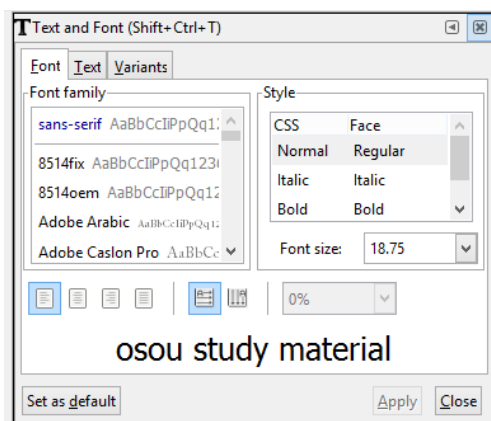 Text and Font (Shift+Ctrl+T)
Font Text Variants
Font family
sans-serif AaBbCcIiPpQq12
8514fix AaBbCcIiPpQq123
8514oem AaBbCcIiPpQq12
Adobe Arabic AaBbCcIiPpQq12
Adobe Caslon Pro AaBbCc
Style
CSS Face
Normal Regular
Italic Italic
Bold Bold
Font size: 18.75
0%
osou study material
Set as default Apply Close